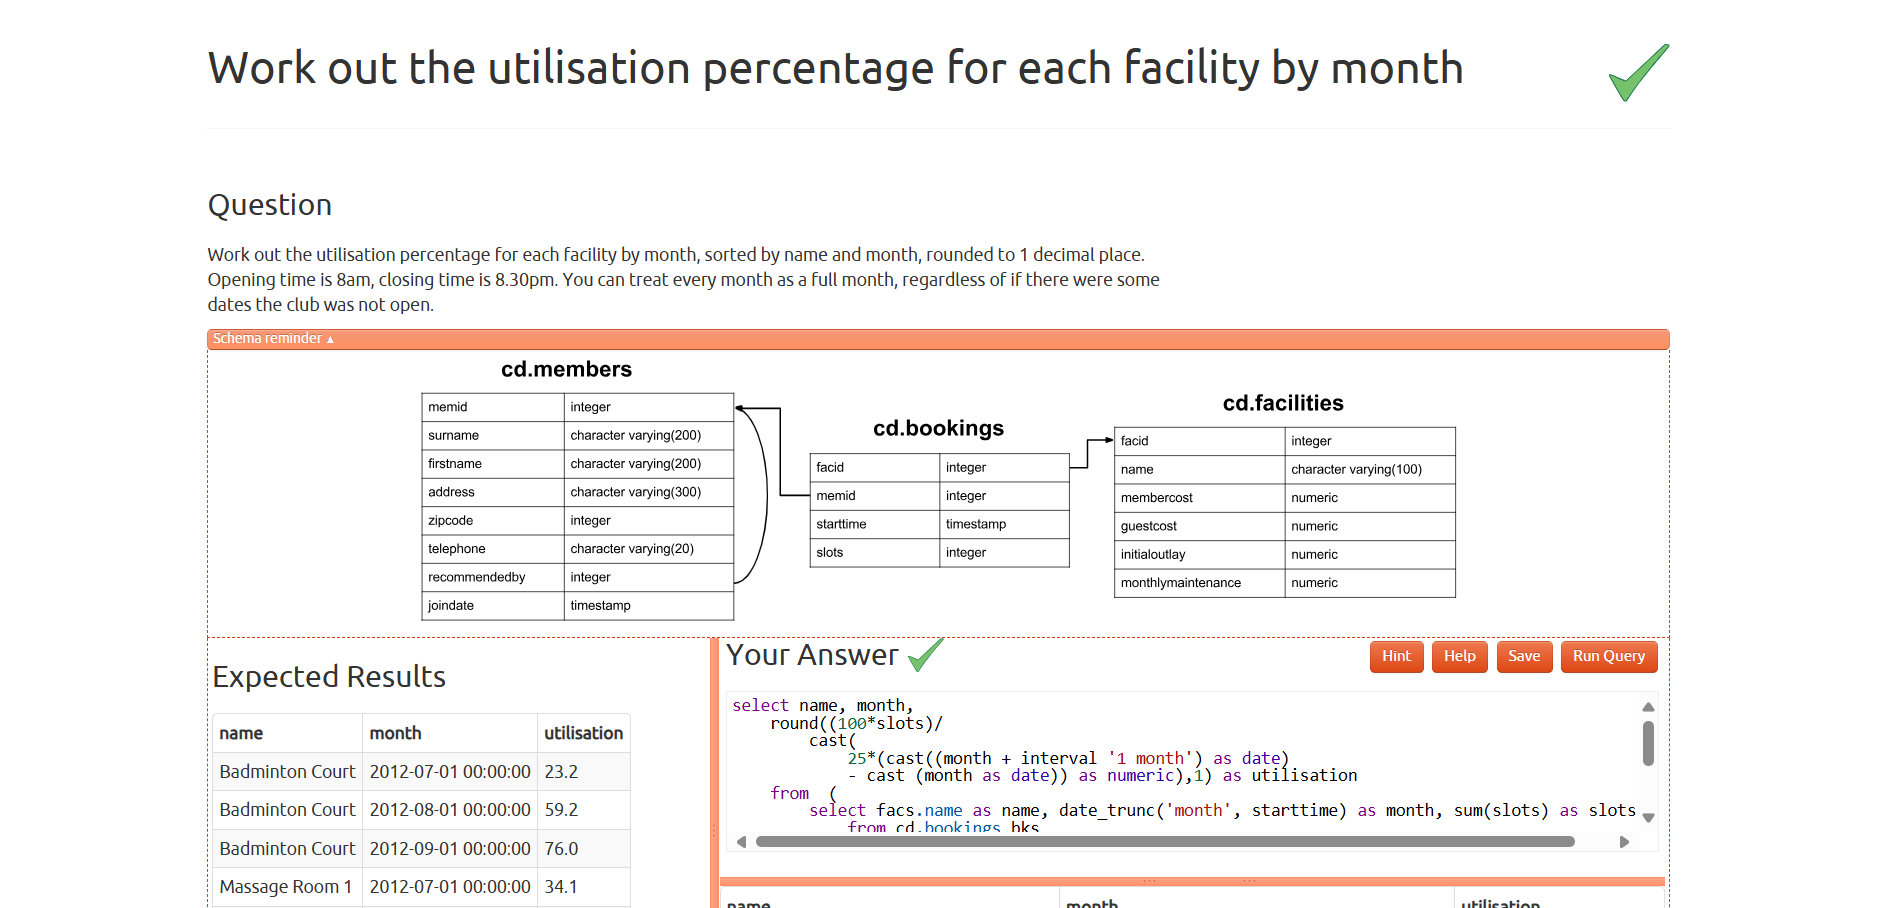 Work out the utilisation percentage for each facility by month
Question
Work out the utilisation percentage for each facility by month, sorted by name and month, rounded to 1 decimal place.
Opening time is 8am, closing time is 8.30pm. You can treat every month as a full month, regardless of if there were some
dates the club was not open.
Schema reminder ▲
cd.members
memid integer
surname character varying(200)
firstname character varying(200)
address character varying(300)
zipcode integer
telephone character varying(20)
recommendedby integer
joindate timestamp
cd.bookings
facid integer
memid integer
starttime timestamp
slots integer
cd.facilities
facid integer
name character varying(100)
membercost numeric
guestcost numeric
initialoutlay numeric
monthlymaintenance numeric
Expected Results
name month utilisation
Badminton Court 2012-07-01 00:00:00 23.2
Badminton Court 2012-08-01 00:00:00 59.2
Badminton Court 2012-09-01 00:00:00 76.0
Massage Room 1 2012-07-01 00:00:00 34.1
Your Answer
Hint Help Save Run Query
select name, month,
round((100*slots)/
cast(
25*(cast((month + interval '1 month') as date)
- cast (month as date)) as numeric),1) as utilisation
from (
select facs.name as name, date_trunc('month', starttime) as month, sum(slots) as slots
from cd.bookings bks
name month utilisation